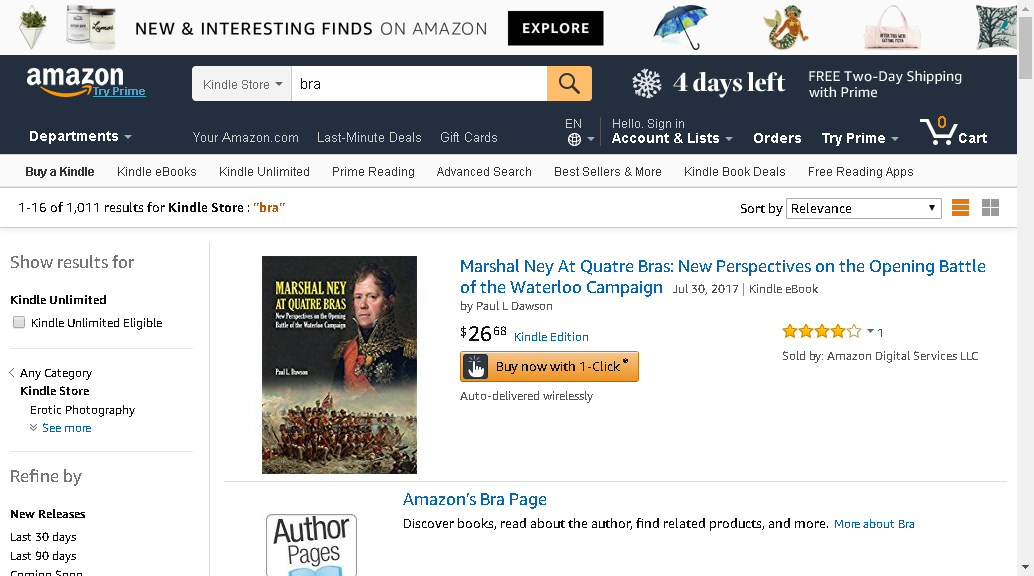 NEW & INTERESTING FINDS ON AMAZON
EXPLORE
amazon
Try Prime
Kindle Store
bra
4 days left
FREE Two-Day Shipping
with Prime
Departments
Your Amazon.com
Last-Minute Deals
Gift Cards
EN
Hello. Sign in
Account & Lists
Orders
Try Prime
0
Cart
Buy a Kindle
Kindle eBooks
Kindle Unlimited
Prime Reading
Advanced Search
Best Sellers & More
Kindle Book Deals
Free Reading Apps
1-16 of 1,011 results for Kindle Store : "bra"
Sort by
Relevance
Show results for
Kindle Unlimited
Kindle Unlimited Eligible
Any Category
Kindle Store
Erotic Photography
See more
Refine by
New Releases
Last 30 days
Last 90 days
Coming Soon
MARSHAL NEY
AT QUATRE BRAS
New Perspectives on the Opening
Battle of the Waterloo Campaign
Paul L. Dawson
Marshal Ney At Quatre Bras: New Perspectives on the Opening Battle
of the Waterloo Campaign Jul 30, 2017 | Kindle eBook
by Paul L Dawson
$26 68 Kindle Edition
Buy now with 1-Click®
Auto-delivered wirelessly
1
Sold by: Amazon Digital Services LLC
Author
Pages
Amazon's Bra Page
Discover books, read about the author, find related products, and more. More about Bra